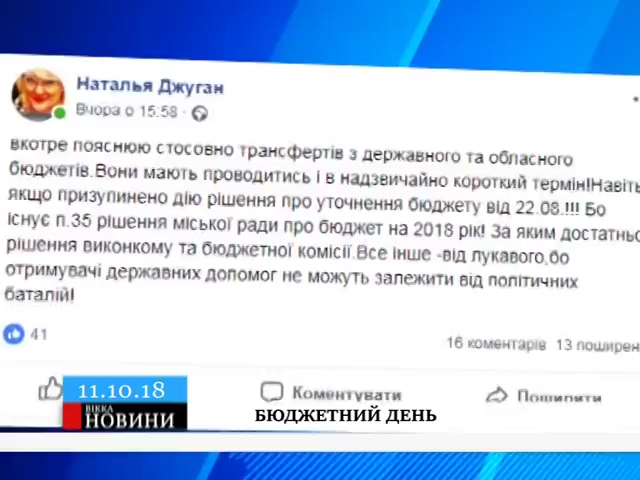 Наталья Джуган
Вчора о 15:58
вкотре пояснюю стосовно трансфертів з державного та обласного
бюджетів.Вони мають проводитись і в надзвичайно короткий термін!Навіть
якщо призупинено дію рішення про уточнення бюджету від 22.08.!!! Бо
існує п.35 рішення міської ради про бюджет на 2018 рік! За яким достатньо
рішення виконкому та бюджетної комісії.Все інше -від лукавого,бо
отримувачі державних допомог не можуть залежити від політичних
баталій!
41
16 коментарів 13 поширен
Коментувати Поширити
11.10.18
ВІККА
НОВИНИ
БЮДЖЕТНИЙ ДЕНЬ